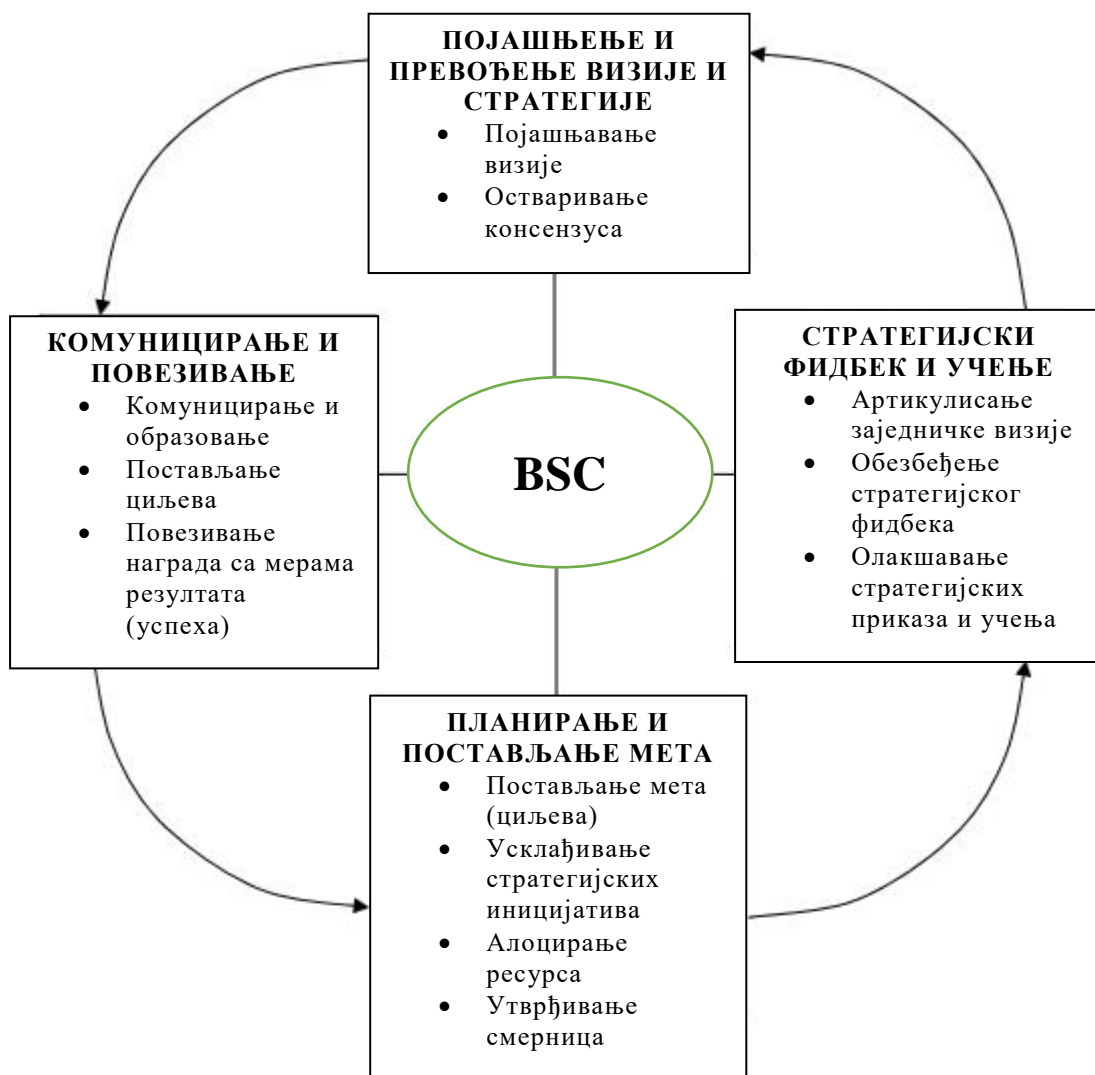 ПОЈАШЊЕЊЕ И
ПРЕВОЂЕЊЕ ВИЗИЈЕ И
СТРАТЕГИЈЕ
• Појашњавање
визије
• Остваривање
консензуса
КОМУНИЦИРАЊЕ И
ПОВЕЗИВАЊЕ
• Комуницирање и
образовање
• Постављање
циљева
• Повезивање
награда са мерама
резултата
(успеха)
BSC
СТРАТЕГИЈСКИ
ФИДБЕК И УЧЕЊЕ
• Артикулисање
заједничке визије
• Обезбеђење
стратегијског
фидбека
• Олакшавање
стратегијских
приказа и учења
ПЛАНИРАЊЕ И
ПОСТАВЉАЊЕ МЕТА
• Постављање мета
(циљева)
• Усклађивање
стратегијских
иницијатива
• Алоцирање
ресурса
• Утврђивање
смерница